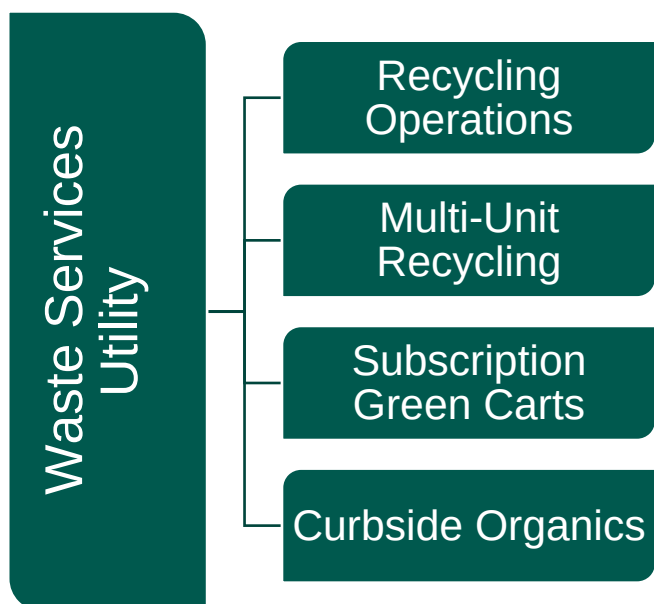 Waste Services
Utility
Recycling
Operations
Multi-Unit
Recycling
Subscription
Green Carts
Curbside Organics